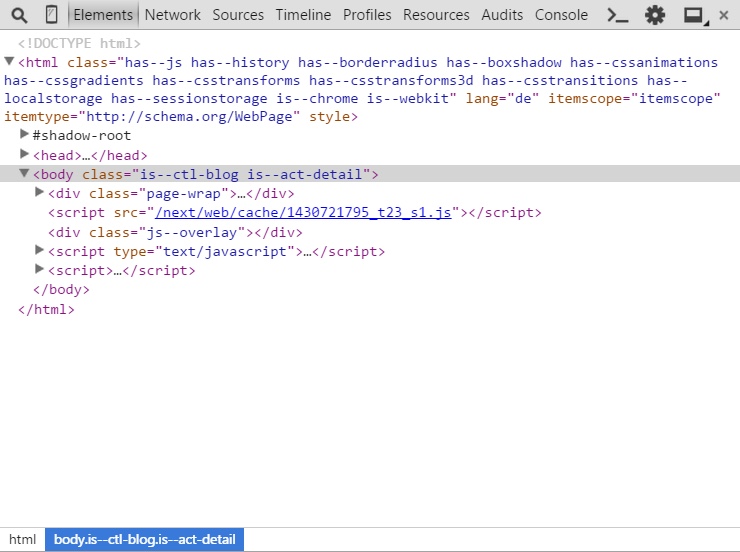 Elements Network Sources Timeline Profiles Resources Audits Console
<!DOCTYPE html>
<html class="has--js has--history has--borderradius has--boxshadow has--cssanimations
has--cssgradients has--csstransforms has--csstransforms3d has--csstransitions has--
localstorage has--sessionstorage is--chrome is--webkit" lang="de" itemscope="itemscope"
itemtype="http://schema.org/WebPage" style>
#shadow-root
<head>…</head>
<body class="is--ctl-blog is--act-detail">
<div class="page-wrap">…</div>
<script src="/next/web/cache/1430721795_t23_s1.js"></script>
<div class="js--overlay"></div>
<script type="text/javascript">…</script>
<script>…</script>
</body>
</html>
html body.is--ctl-blog.is--act-detail